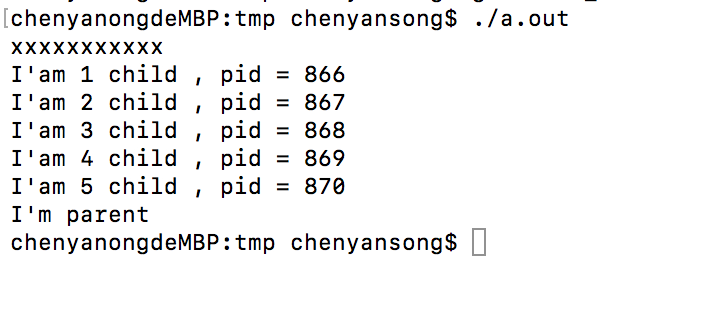 [chenyanongdeMBP:tmp chenyansong$ ./a.out
xxxxxxxxxxx
I'am 1 child , pid = 866
I'am 2 child , pid = 867
I'am 3 child , pid = 868
I'am 4 child , pid = 869
I'am 5 child , pid = 870
I'm parent
chenyanongdeMBP:tmp chenyansong$